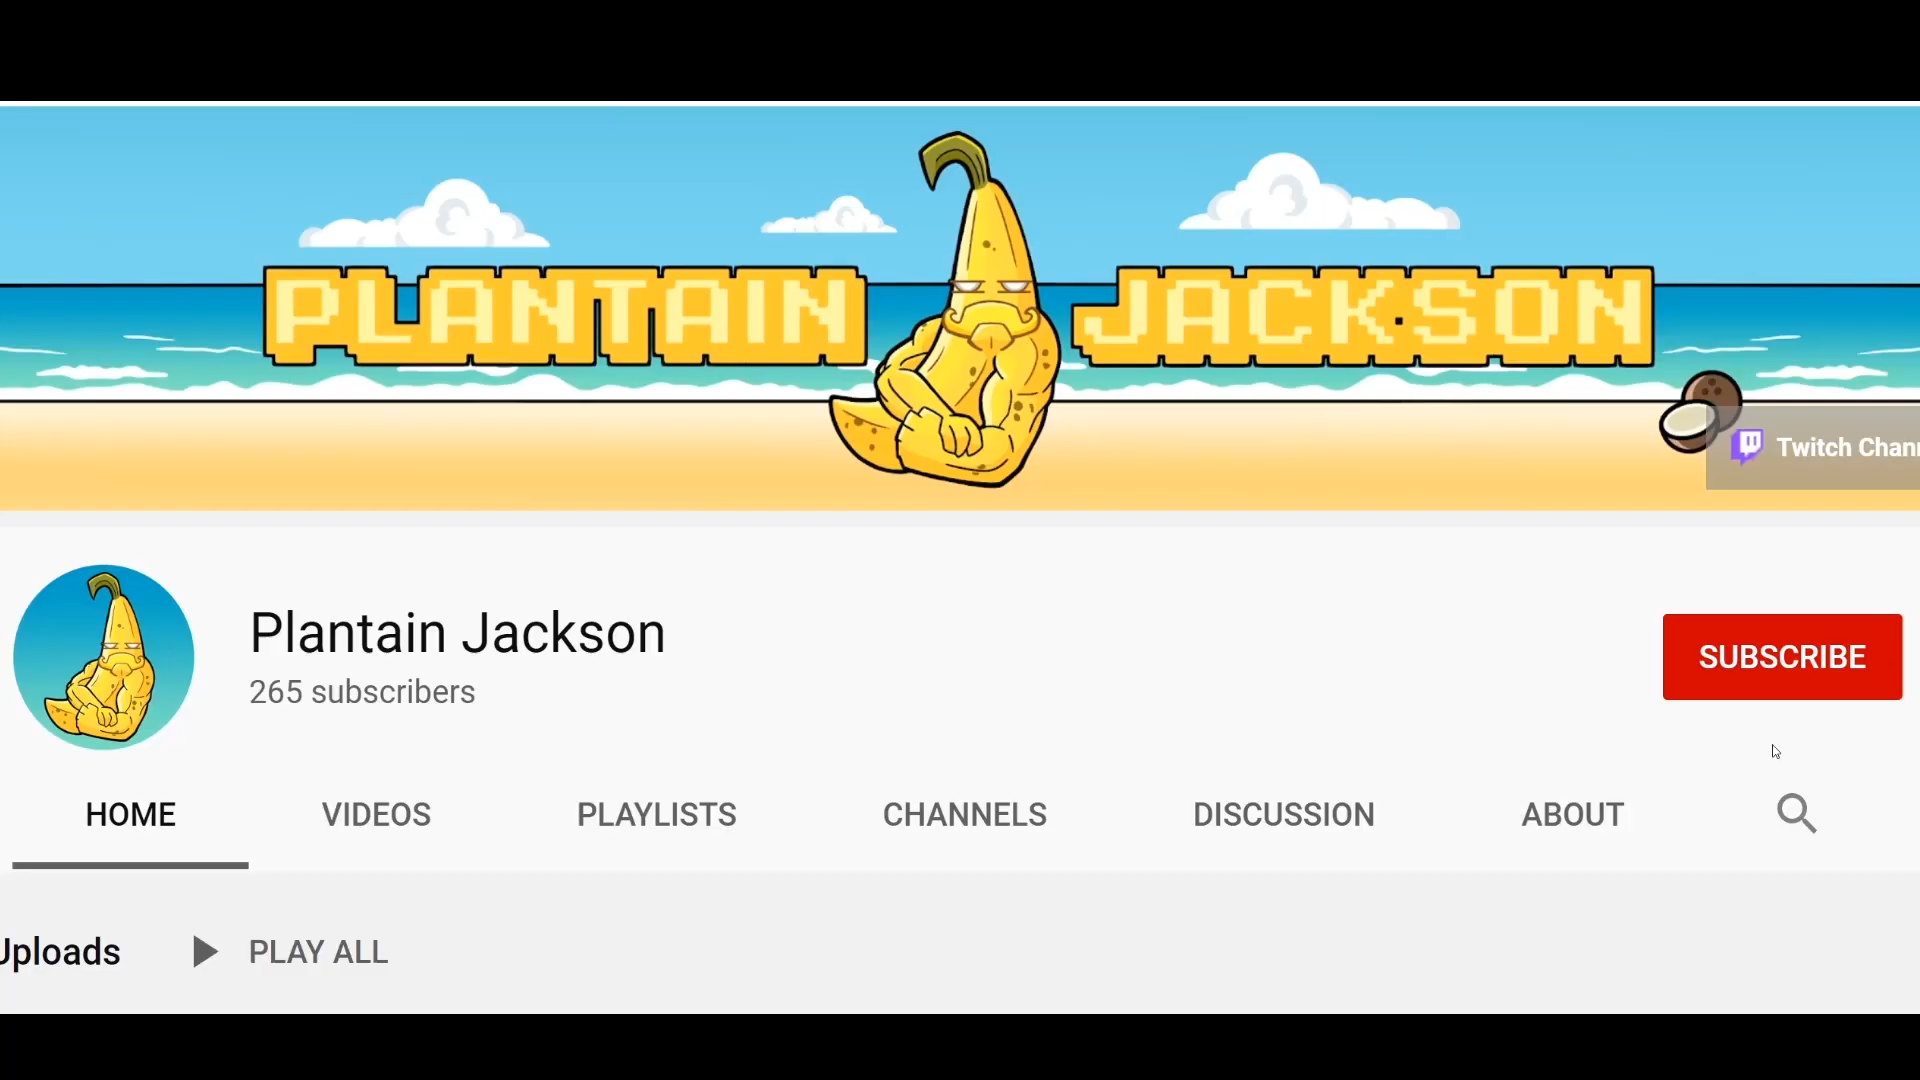 PLANTAIN JACKSON
Twitch Chan
Plantain Jackson
265 subscribers
SUBSCRIBE
HOME VIDEOS PLAYLISTS CHANNELS DISCUSSION ABOUT
Uploads PLAY ALL